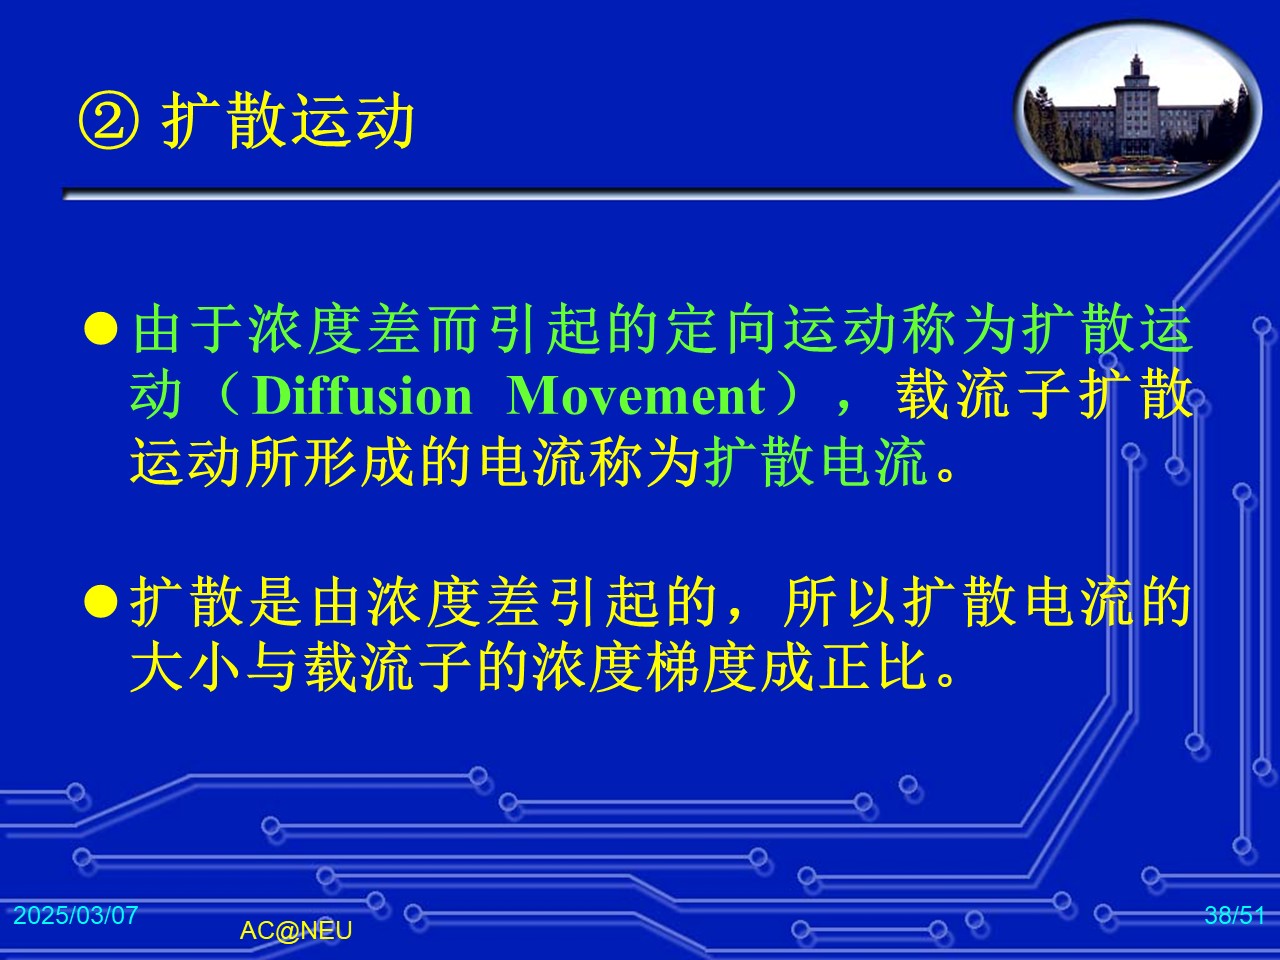 ② 扩散运动
由于浓度差而引起的定向运动称为扩散运
动（Diffusion Movement），载流子扩散
运动所形成的电流称为扩散电流。
扩散是由浓度差引起的，所以扩散电流的
大小与载流子的浓度梯度成正比。
2025/03/07
AC@NEU
38/51